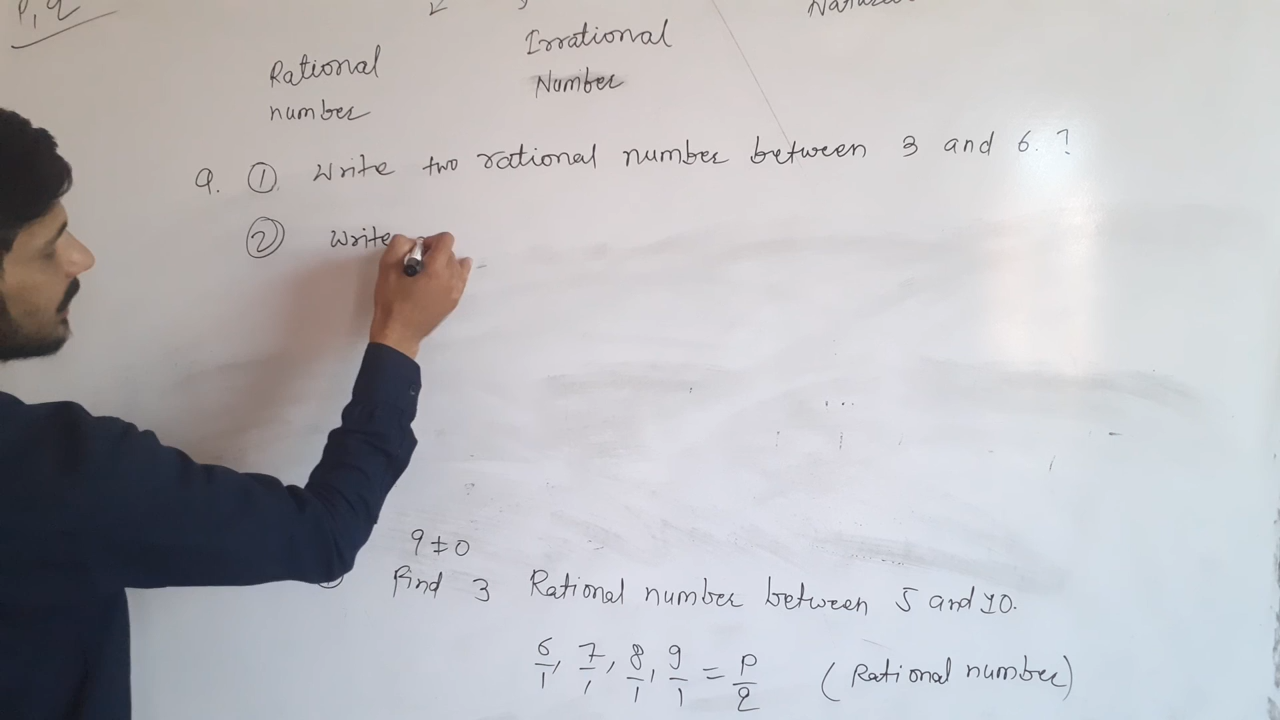 P, q
Rational
number
Irrational
Number
Q. ① Write two rational number between 3 and 6. ?
② Write
q ≠ 0
Find 3 Rational number between 5 and 10.
6/1, 7/1, 8/1, 9/1 = P/q (Rational number)